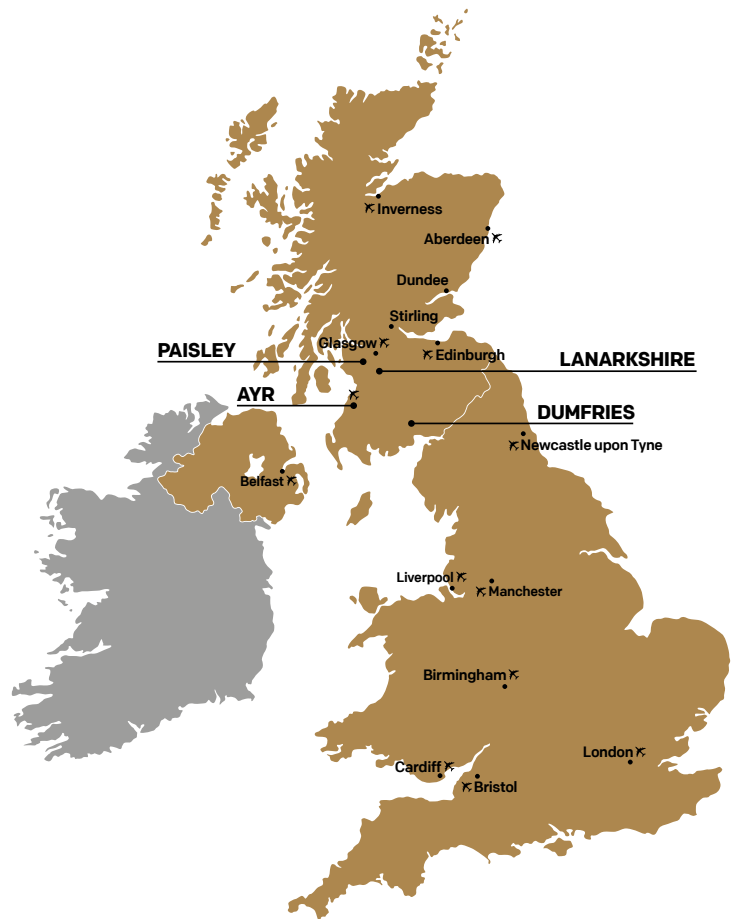 Inverness
Aberdeen
Dundee
Stirling
Glasgow
PAISLEY
Edinburgh
LANARKSHIRE
AYR
DUMFRIES
Newcastle upon Tyne
Belfast
Liverpool
Manchester
Birmingham
London
Cardiff
Bristol